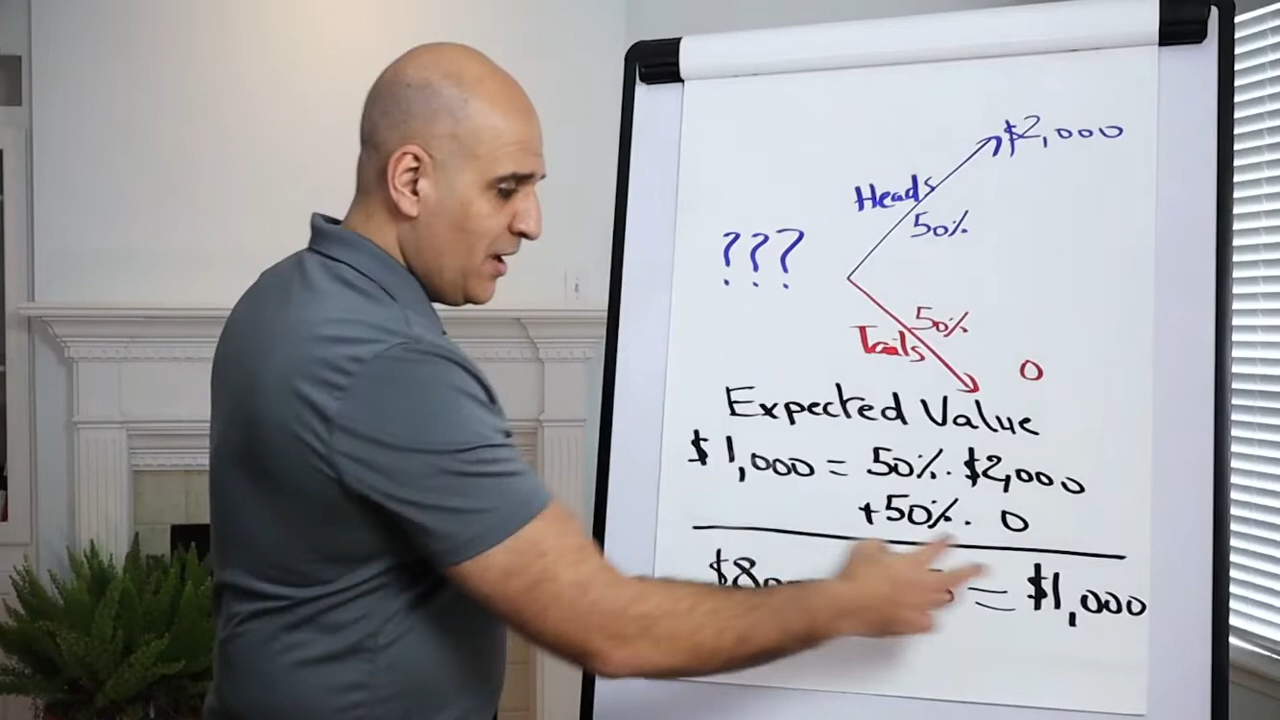 $2,000
Heads
50%
???
50%
Tails
0
Expected Value
$1,000 = 50% · $2,000
+50% · 0
= $1,000